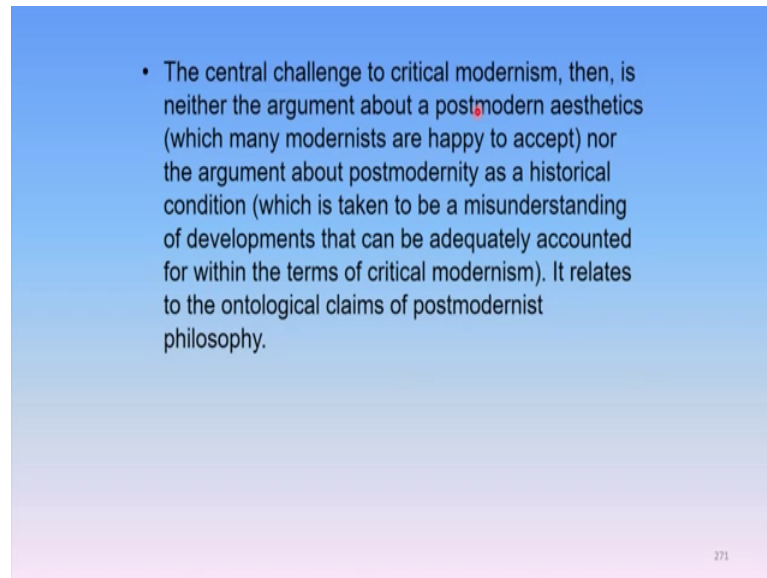 • The central challenge to critical modernism, then, is
neither the argument about a postmodern aesthetics
(which many modernists are happy to accept) nor
the argument about postmodernity as a historical
condition (which is taken to be a misunderstanding
of developments that can be adequately accounted
for within the terms of critical modernism). It relates
to the ontological claims of postmodernist
philosophy.
271